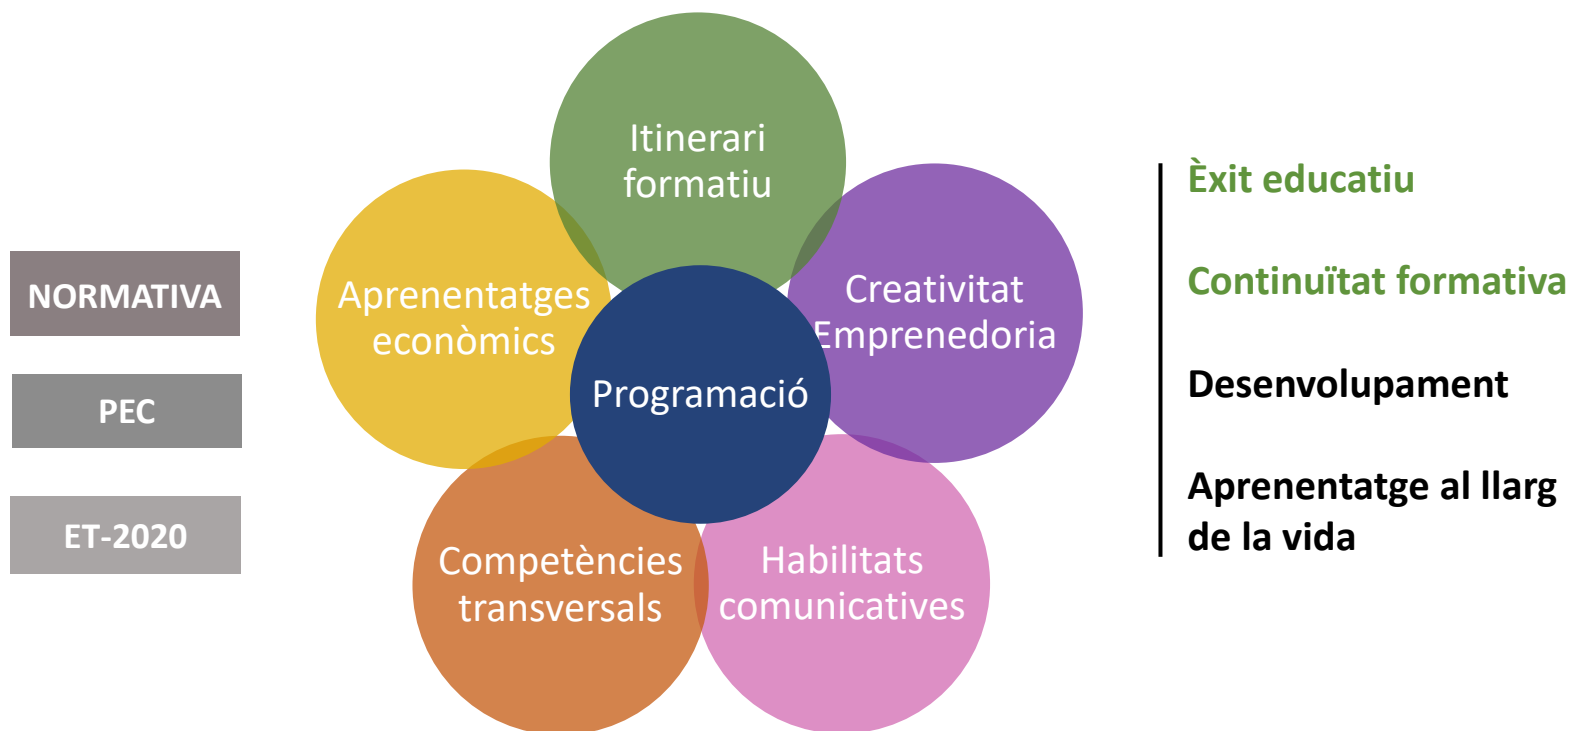 NORMATIVA
PEC
ET-2020
Itinerari
formatiu
Aprenentatges
econòmics
Creativitat
Emprenedoria
Programació
Competències
transversals
Habilitats
comunicatives
Èxit educatiu
Continuïtat formativa
Desenvolupament
Aprenentatge al llarg
de la vida